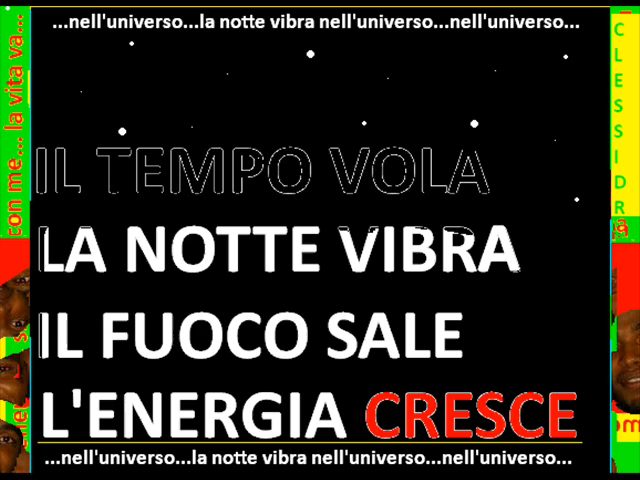 ...nell'universo...la notte vibra nell'universo...nell'universo...
con me... la vita va...
CLESSIDR
IL TEMPO VOLA
LA NOTTE VIBRA
IL FUOCO SALE
L'ENERGIA CRESCE
...nell'universo...la notte vibra nell'universo...nell'universo...